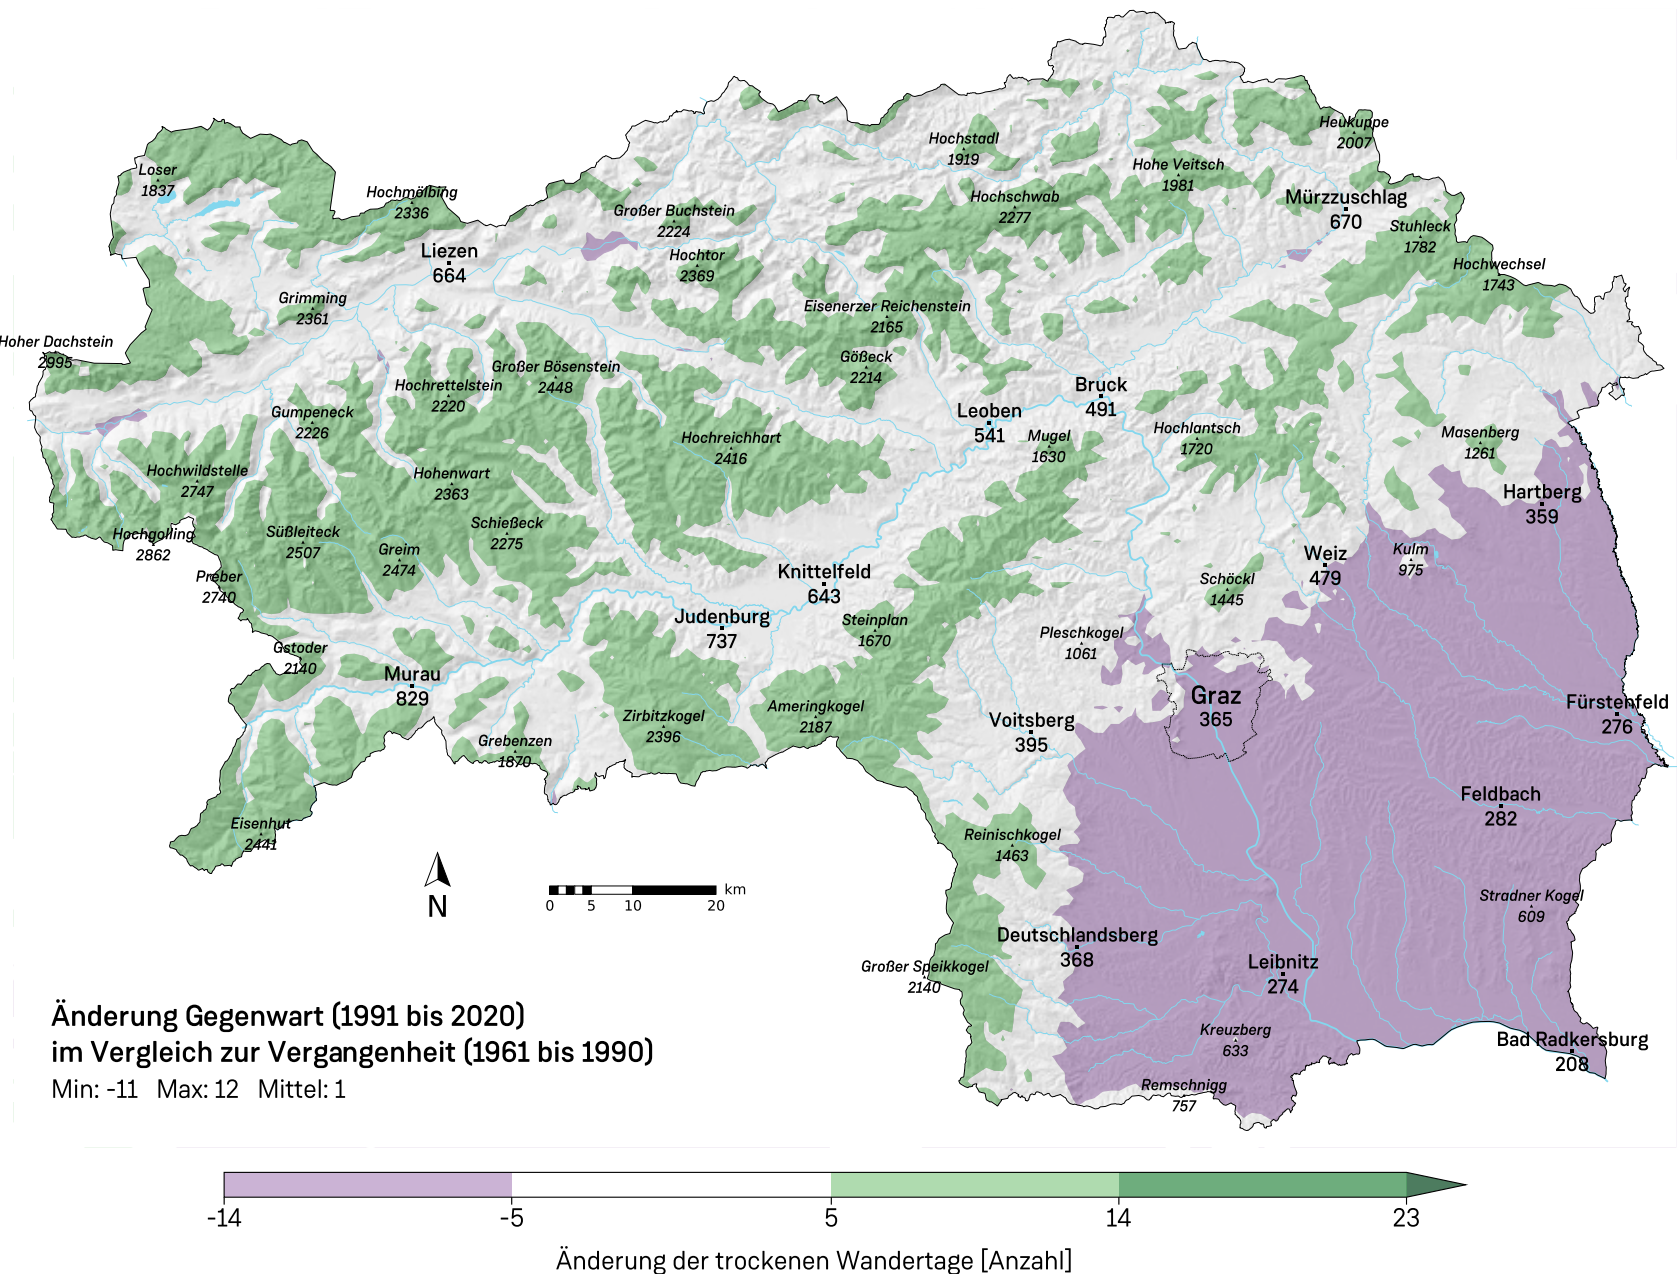 Heukuppe
2007
Hochstadl
1919
Loser
1837
Hohe Veitsch
1981
Hochmölbing
2336
Hochschwab
2277
Mürzzuschlag
670
Großer Buchstein
2224
Stuhleck
1782
Liezen
664
Hochtor
2369
Hochwechsel
1743
Grimming
2361
Eisenerzer Reichenstein
2165
Hoher Dachstein
2995
Gößeck
2214
Großer Bösenstein
2448
Hochrettelstein
2220
Bruck
491
Gumpeneck
2226
Leoben
541
Hochreichhart
2416
Mugel
1630
Hochlantsch
1720
Masenberg
1261
Hochwildstelle
2747
Hohenwart
2363
Hartberg
359
Hochgolling
2862
Süßleiteck
2507
Schießeck
2275
Greim
2474
Weiz
479
Kulm
975
Preber
2740
Knittelfeld
643
Schöckl
1445
Judenburg
737
Steinplan
1670
Pleschkogel
1061
Gstoder
2140
Murau
829
Graz
365
Fürstenfeld
276
Zirbitzkogel
2396
Ameringkogel
2187
Voitsberg
395
Grebenzen
1870
Feldbach
282
Eisenhut
2441
Reinischkogel
1463
N
km
0 5 10 20
Stradner Kogel
609
Deutschlandsberg
368
Großer Speikkogel
2140
Leibnitz
274
Kreuzberg
633
Bad Radkersburg
208
Remschnigg
757
Änderung Gegenwart (1991 bis 2020)
im Vergleich zur Vergangenheit (1961 bis 1990)
Min: -11 Max: 12 Mittel: 1
-14 -5 5 14 23
Änderung der trockenen Wandertage [Anzahl]